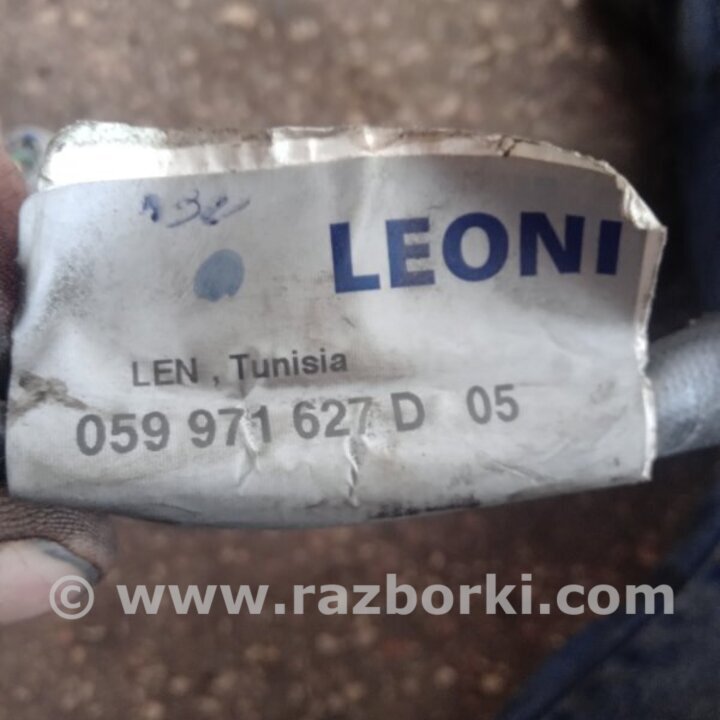 LEONI
LEN , Tunisia
059 971 627 D 05
© www.razborki.com